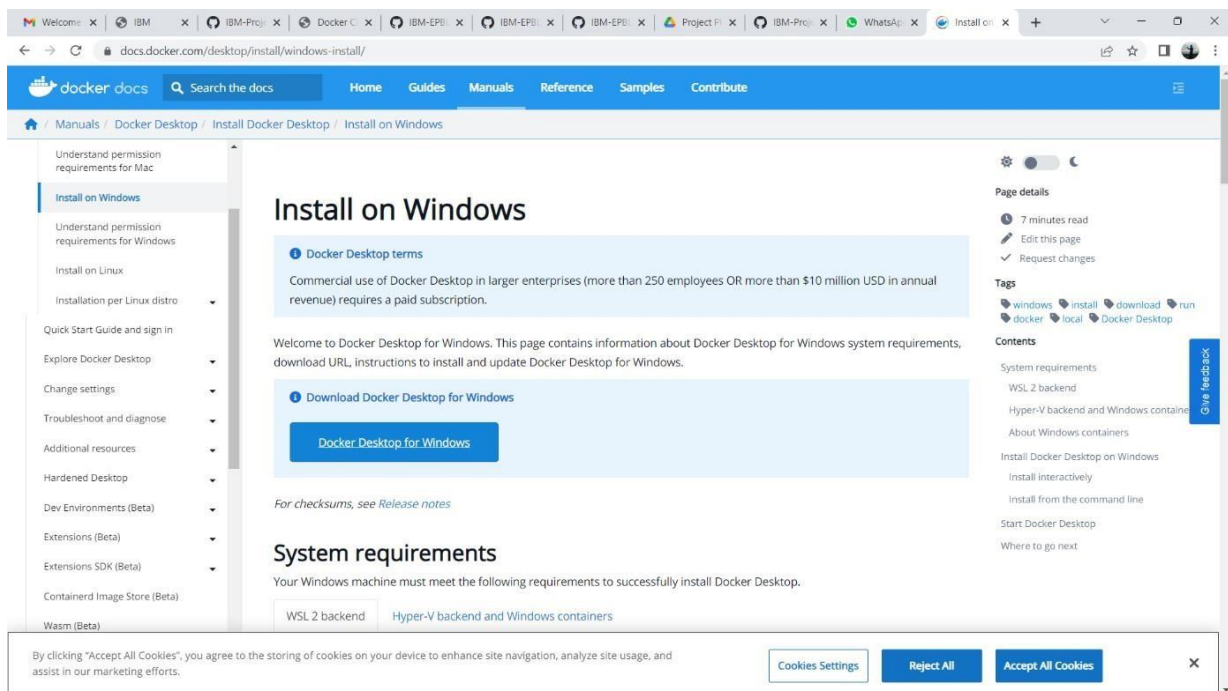 Welcome
IBM
IBM-Proj
Docker C
IBM-EPB
IBM-EPB
IBM-EPB
Project Pl
IBM-Proj
WhatsAp
Install on
docs.docker.com/desktop/install/windows-install/
docker docs
Search the docs
Home
Guides
Manuals
Reference
Samples
Contribute
/ Manuals / Docker Desktop / Install Docker Desktop / Install on Windows
Understand permission
requirements for Mac
Install on Windows
Understand permission
requirements for Windows
Install on Linux
Installation per Linux distro
Quick Start Guide and sign in
Explore Docker Desktop
Change settings
Troubleshoot and diagnose
Additional resources
Hardened Desktop
Dev Environments (Beta)
Extensions (Beta)
Extensions SDK (Beta)
Containerd Image Store (Beta)
Wasm (Beta)
Install on Windows
Docker Desktop terms
Commercial use of Docker Desktop in larger enterprises (more than 250 employees OR more than $10 million USD in annual
revenue) requires a paid subscription.
Welcome to Docker Desktop for Windows. This page contains information about Docker Desktop for Windows system requirements,
download URL, instructions to install and update Docker Desktop for Windows.
Download Docker Desktop for Windows
Docker Desktop for Windows
For checksums, see Release notes
System requirements
Your Windows machine must meet the following requirements to successfully install Docker Desktop.
WSL 2 backend
Hyper-V backend and Windows containers
Page details
7 minutes read
Edit this page
Request changes
Tags
windows install download run
docker local Docker Desktop
Contents
System requirements
WSL 2 backend
Hyper-V backend and Windows containe
About Windows containers
Install Docker Desktop on Windows
Install interactively
Install from the command line
Start Docker Desktop
Where to go next
Give feedback
By clicking "Accept All Cookies", you agree to the storing of cookies on your device to enhance site navigation, analyze site usage, and
assist in our marketing efforts.
Cookies Settings
Reject All
Accept All Cookies